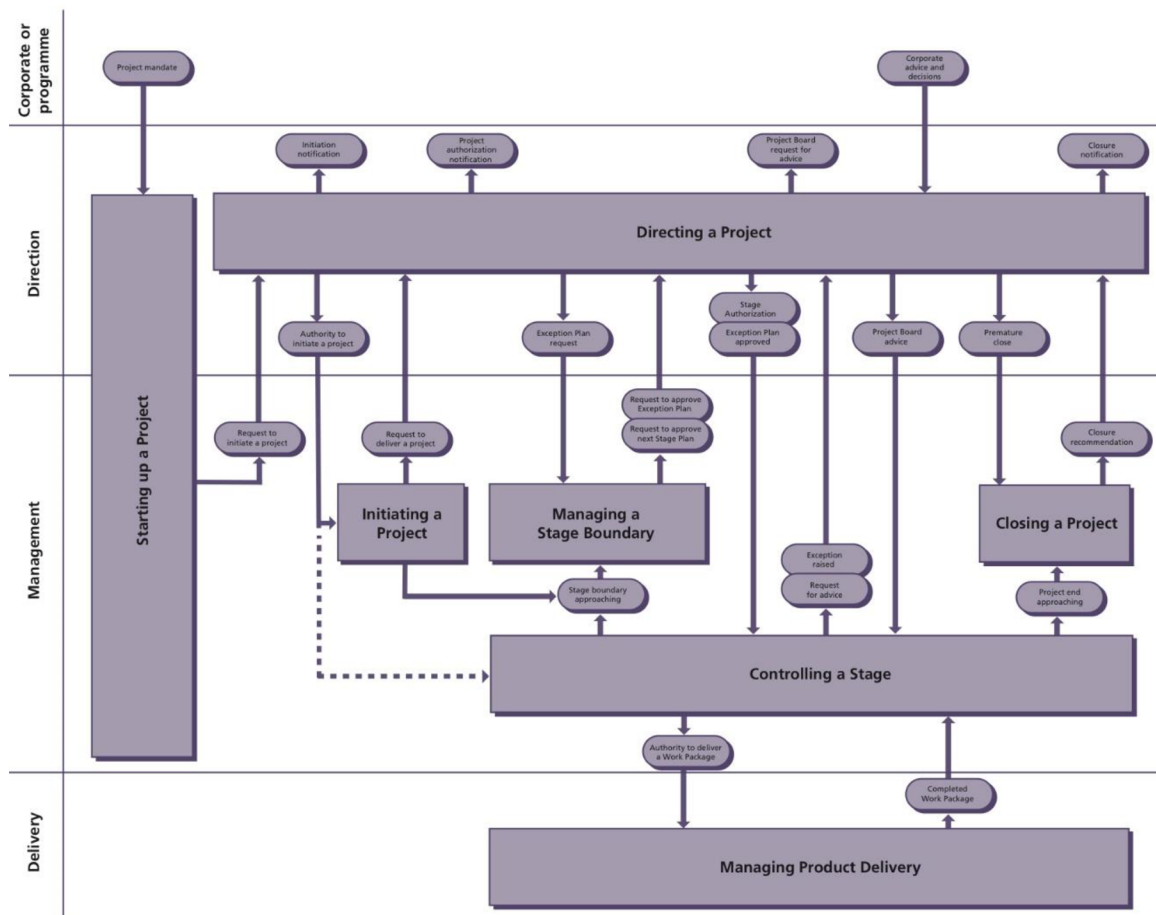 Corporate or
programme
Project mandate
Corporate
advice and
decisions
Direction
Initiation
notification
Project
authorization
notification
Project Board
request for
advice
Closure
notification
Directing a Project
Authority to
initiate a project
Exception Plan
request
Stage
Authorization
Exception Plan
approved
Project Board
advice
Premature
close
Management
Starting up a Project
Request to
initiate a project
Request to
deliver a project
Request to approve
Exception Plan
Request to approve
next Stage Plan
Closure
recommendation
Initiating a
Project
Managing a
Stage Boundary
Closing a Project
Exception
raised
Request
for advice
Stage boundary
approaching
Project end
approaching
Controlling a Stage
Authority to deliver
a Work Package
Delivery
Completed
Work Package
Managing Product Delivery